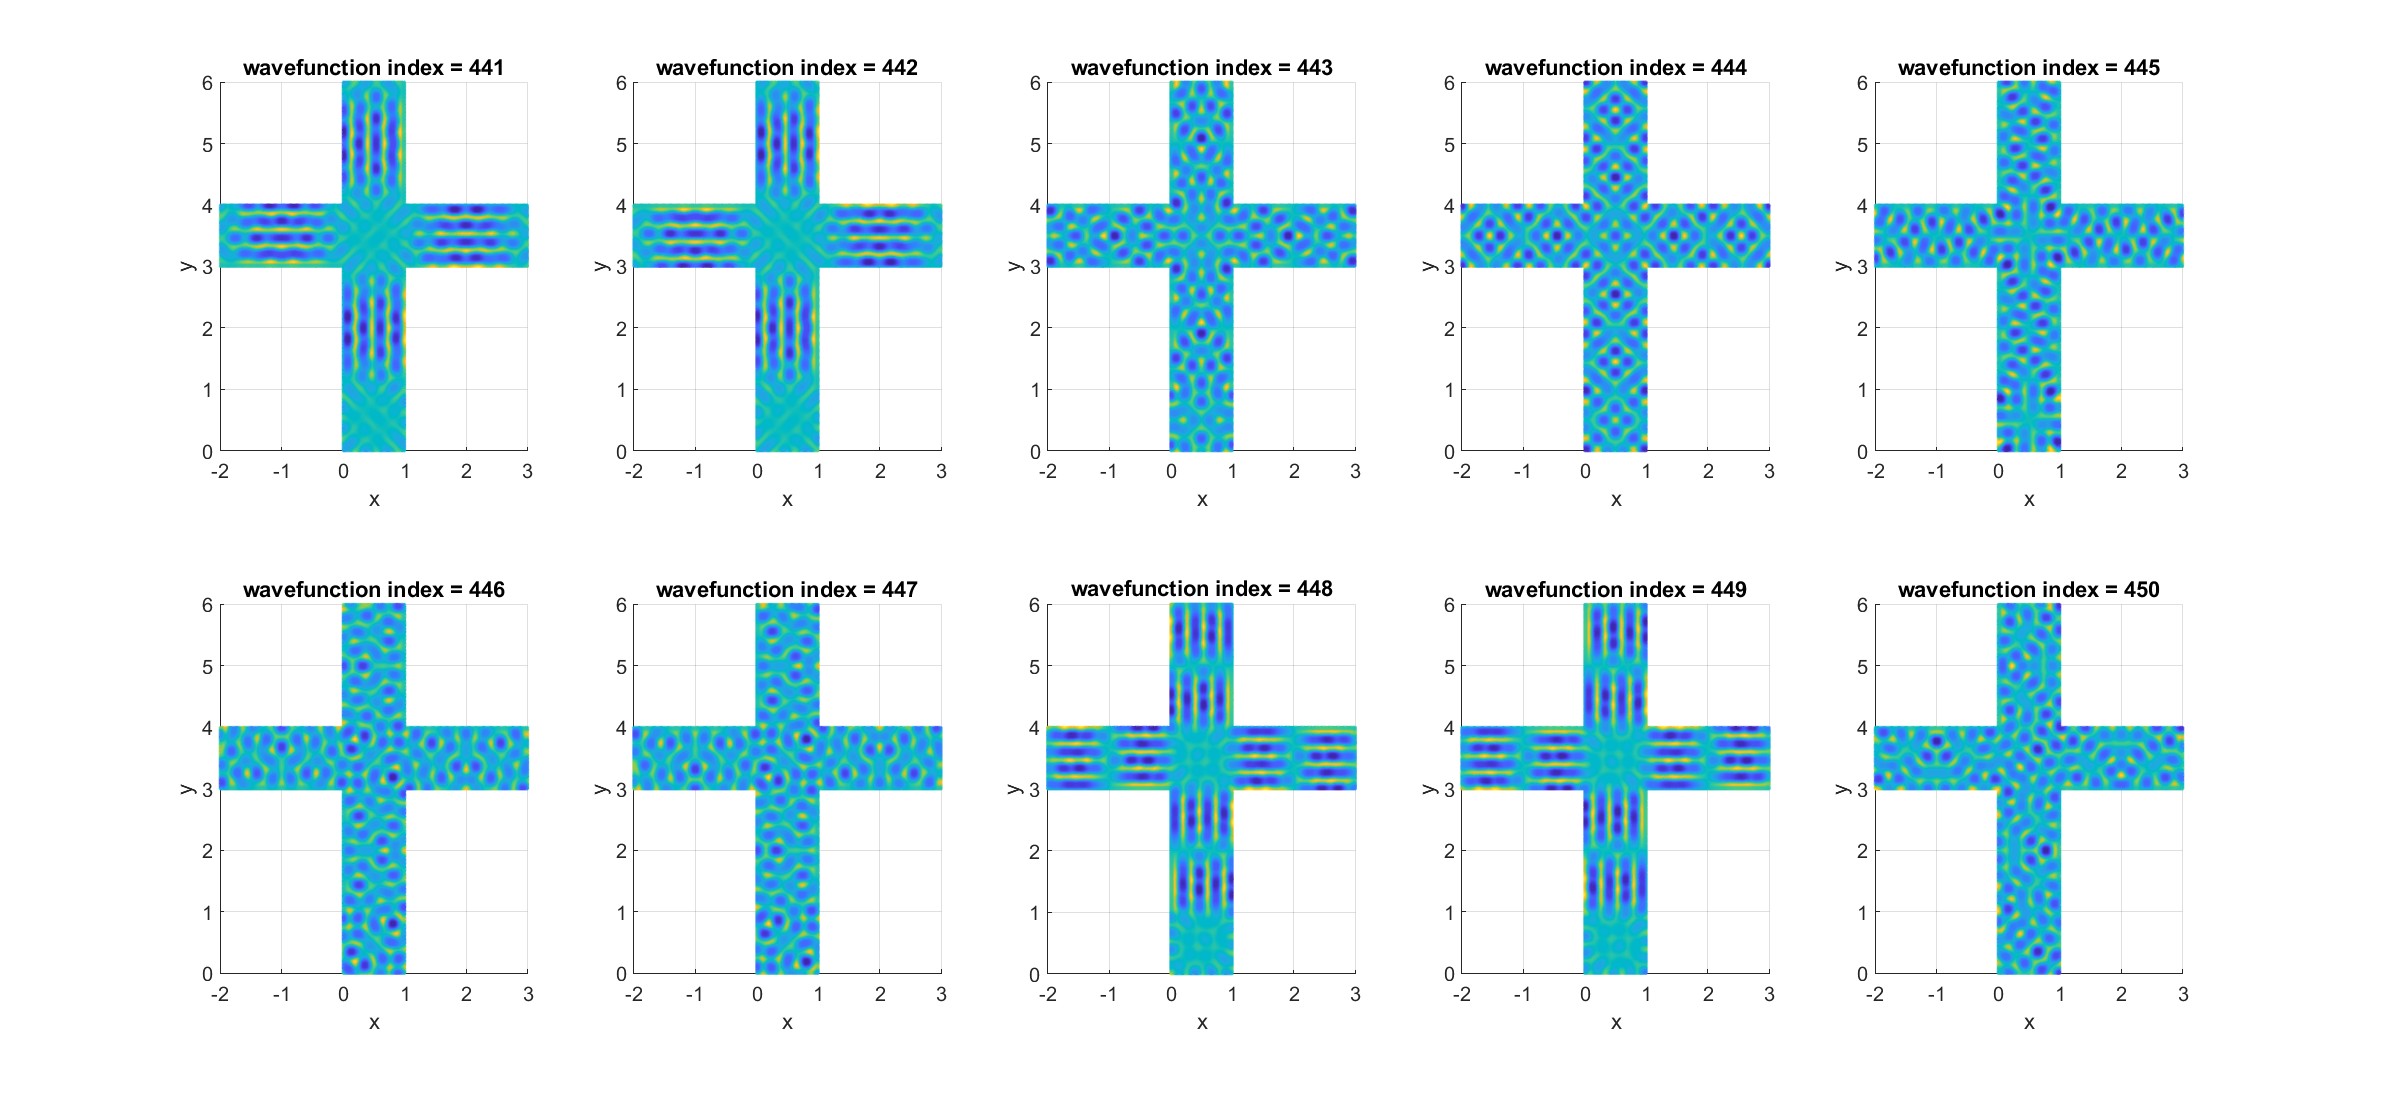 wavefunction index = 441
wavefunction index = 442
wavefunction index = 443
wavefunction index = 444
wavefunction index = 445
6 6 6 6 6
5 5 5 5 5
4 4 4 4 4
y y y y y
3 3 3 3 3
2 2 2 2 2
1 1 1 1 1
0 0 0 0 0
-2 -1 0 1 2 3 -2 -1 0 1 2 3 -2 -1 0 1 2 3 -2 -1 0 1 2 3 -2 -1 0 1 2 3
x x x x x
wavefunction index = 446
wavefunction index = 447
wavefunction index = 448
wavefunction index = 449
wavefunction index = 450
6 6 6 6 6
5 5 5 5 5
4 4 4 4 4
y y y y y
3 3 3 3 3
2 2 2 2 2
1 1 1 1 1
0 0 0 0 0
-2 -1 0 1 2 3 -2 -1 0 1 2 3 -2 -1 0 1 2 3 -2 -1 0 1 2 3 -2 -1 0 1 2 3
x x x x x